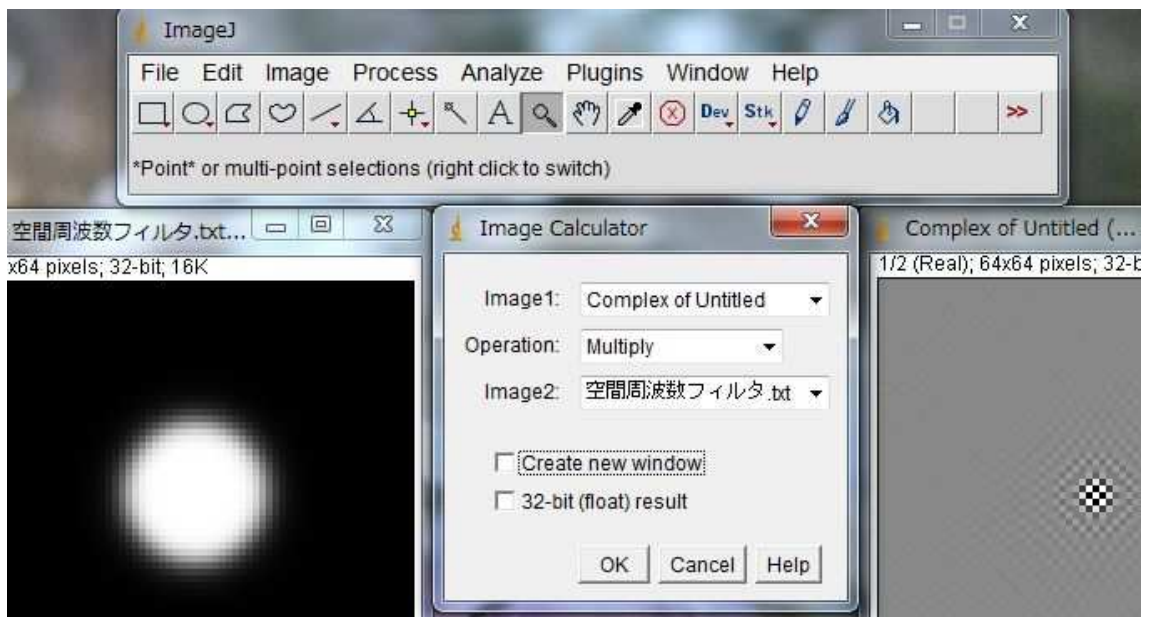 ImageJ
File Edit Image Process Analyze Plugins Window Help
A Dev Stk >>
*Point* or multi-point selections (right click to switch)
空間周波数フィルタ.txt...
x64 pixels; 32-bit; 16K
Image Calculator
Image1: Complex of Untitled
Operation: Multiply
Image2: 空間周波数フィルタ.txt
Create new window
32-bit (float) result
OK Cancel Help
Complex of Untitled (...
1/2 (Real); 64x64 pixels; 32-b